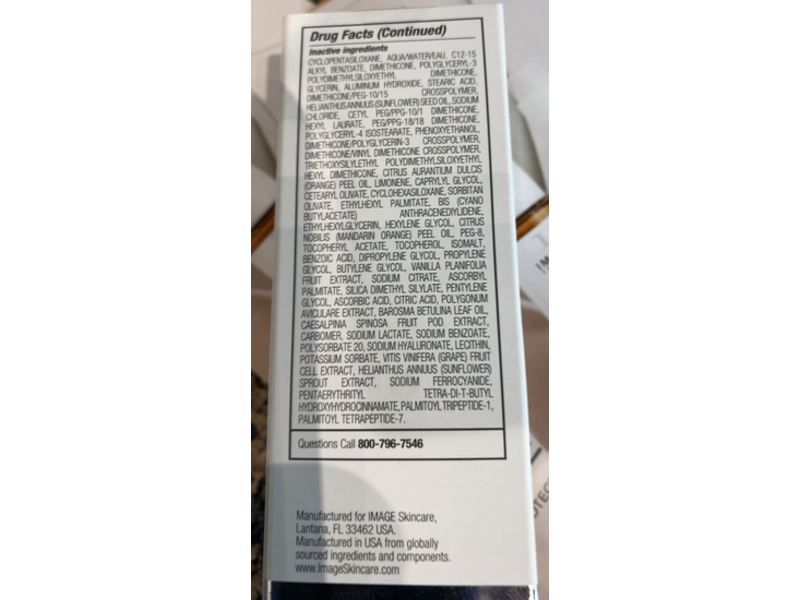 Drug Facts (Continued)
Inactive ingredients
CYCLOPENTASILOXANE, AQUA/WATER/EAU, C12-15
ALKYL BENZOATE, DIMETHICONE, POLYGLYCERYL-3
POLYDIMETHYLSILOXYETHYL DIMETHICONE,
GLYCERIN, ALUMINUM HYDROXIDE, STEARIC ACID,
DIMETHICONE/PEG-10/15 CROSSPOLYMER,
HELIANTHUS ANNUUS (SUNFLOWER) SEED OIL, SODIUM
CHLORIDE, CETYL PEG/PPG-10/1 DIMETHICONE,
HEXYL LAURATE, PEG/PPG-18/18 DIMETHICONE,
POLYGLYCERYL-4 ISOSTEARATE, PHENOXYETHANOL,
DIMETHICONE/POLYGLYCERIN-3 CROSSPOLYMER,
DIMETHICONE/VINYL DIMETHICONE CROSSPOLYMER,
TRIETHOXYSILYLETHYL POLYDIMETHYLSILOXYETHYL
HEXYL DIMETHICONE, CITRUS AURANTIUM DULCIS
(ORANGE) PEEL OIL, LIMONENE, CAPRYLYL GLYCOL,
CETEARYL OLIVATE, CYCLOHEXASILOXANE, SORBITAN
OLIVATE, ETHYLHEXYL PALMITATE, BIS (CYANO
BUTYLACETATE) ANTHRACENEDIYLIDENE,
ETHYLHEXYLGLYCERIN, HEXYLENE GLYCOL, CITRUS
NOBILIS (MANDARIN ORANGE) PEEL OIL, PEG-8,
TOCOPHERYL ACETATE, TOCOPHEROL, ISOMALT,
BENZOIC ACID, DIPROPYLENE GLYCOL, PROPYLENE
GLYCOL, BUTYLENE GLYCOL, VANILLA PLANIFOLIA
FRUIT EXTRACT, SODIUM CITRATE, ASCORBYL
PALMITATE, SILICA DIMETHYL SILYLATE, PENTYLENE
GLYCOL, ASCORBIC ACID, CITRIC ACID, POLYGONUM
AVICULARE EXTRACT, BAROSMA BETULINA LEAF OIL,
CAESALPINIA SPINOSA FRUIT POD EXTRACT,
CARBOMER, SODIUM LACTATE, SODIUM BENZOATE,
POLYSORBATE 20, SODIUM HYALURONATE, LECITHIN,
POTASSIUM SORBATE, VITIS VINIFERA (GRAPE) FRUIT
CELL EXTRACT, HELIANTHUS ANNUUS (SUNFLOWER)
SPROUT EXTRACT, SODIUM FERROCYANIDE,
PENTAERYTHRITYL TETRA-DI-T-BUTYL
HYDROXYHYDROCINNAMATE, PALMITOYL TRIPEPTIDE-1,
PALMITOYL TETRAPEPTIDE-7.
Questions Call 800-796-7546
Manufactured for IMAGE Skincare,
Lantana, FL 33462 USA.
Manufactured in USA from globally
sourced ingredients and components.
www.ImageSkincare.com